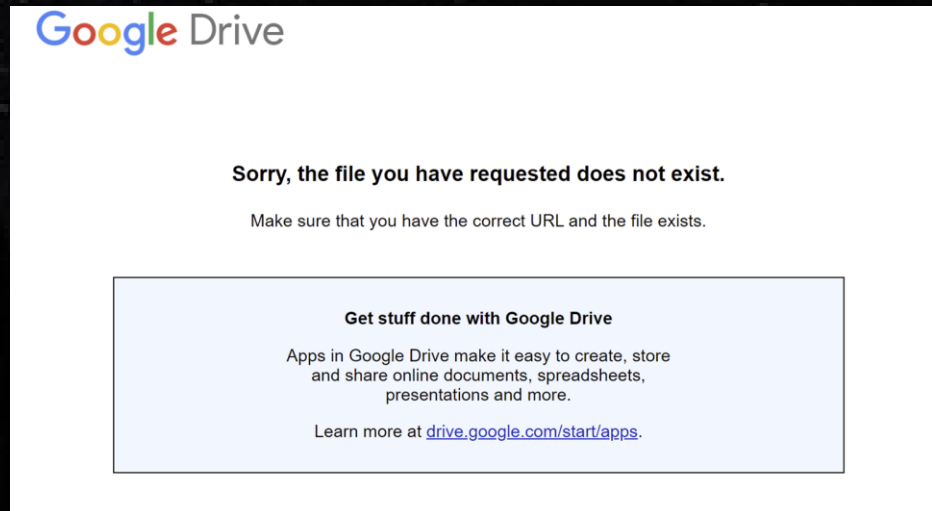 Google Drive
Sorry, the file you have requested does not exist.
Make sure that you have the correct URL and the file exists.
Get stuff done with Google Drive
Apps in Google Drive make it easy to create, store
and share online documents, spreadsheets,
presentations and more.
Learn more at drive.google.com/start/apps.